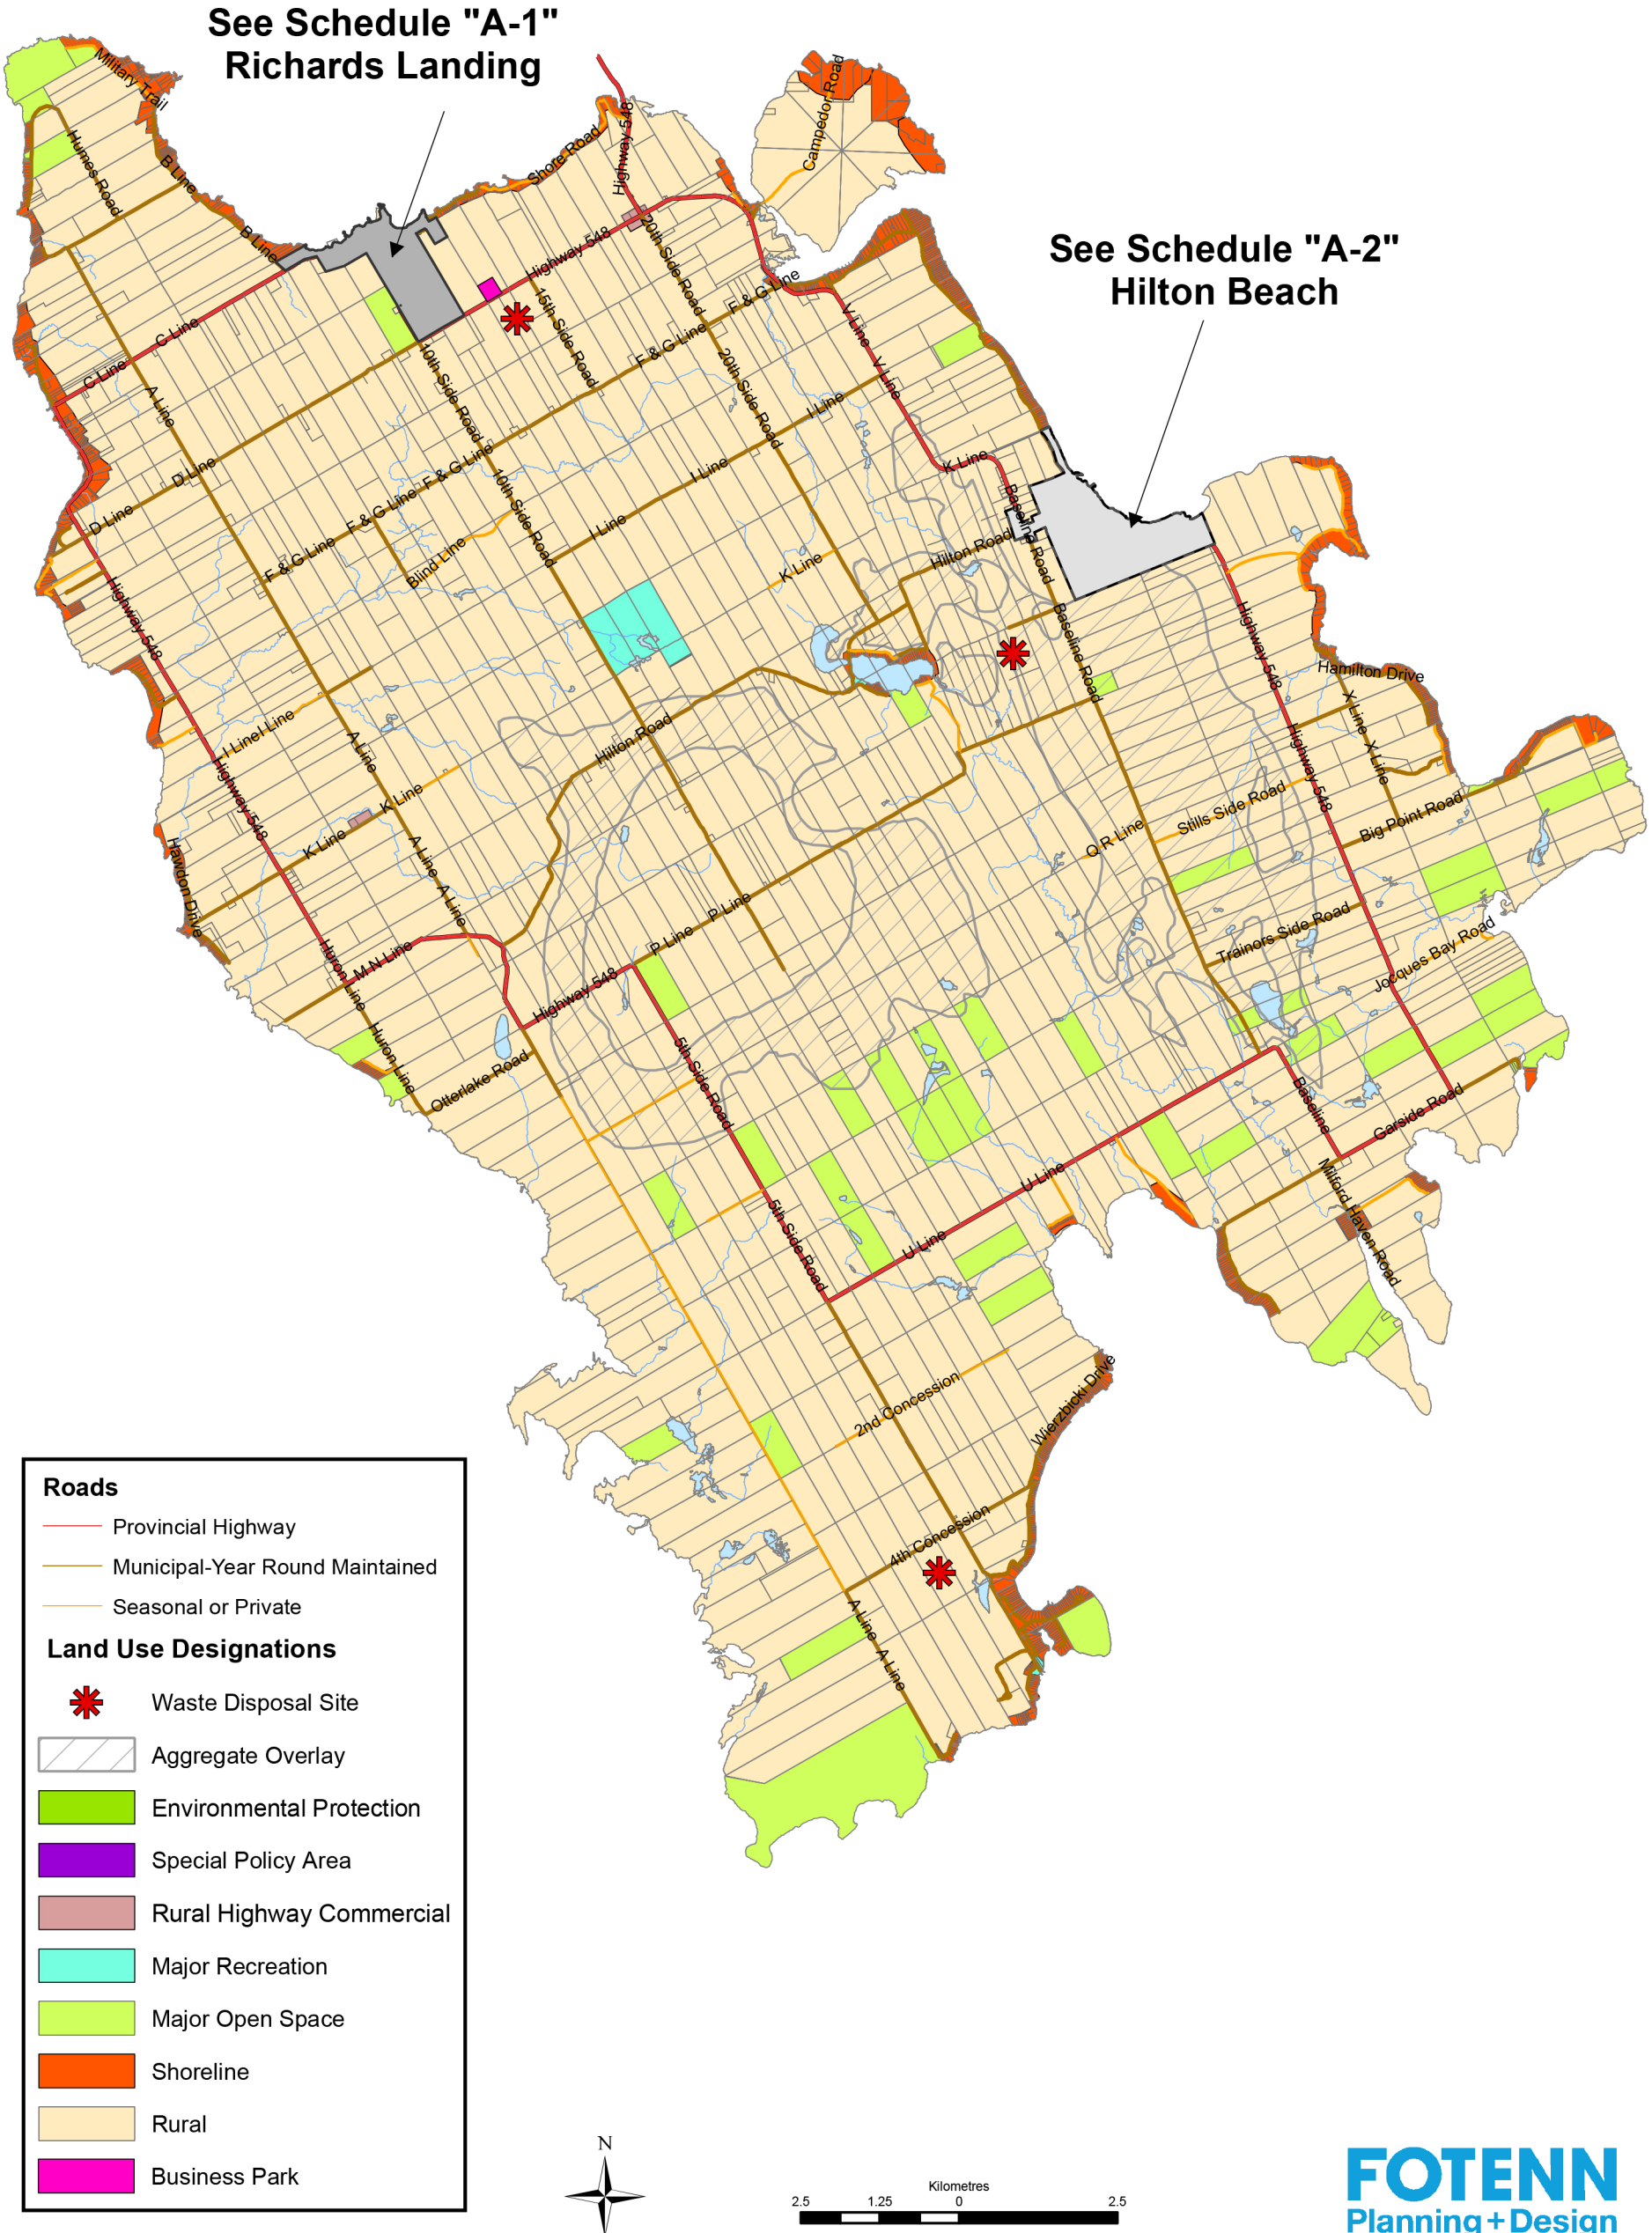 See Schedule "A-1"
Richards Landing
See Schedule "A-2"
Hilton Beach
Military Trail
Humes Road
B Line
B Line
Shore Road
Highway 548
Campedor Road
Highway 548
20th Side Road
F & G Line
15th Side Road
F & G Line
20th Side Road
V Line
V Line
C Line
C Line
A Line
10th Side Road
I Line
I Line
K Line
D Line
D Line
F & G Line
F & G Line
F & G Line
10th Side Road
I Line
Blind Line
K Line
Hilton Road
Baseline Road
Baseline Road
Highway 548
Highway 548
Hamilton Drive
X Line
X Line
I Line
I Line
A Line
Hilton Road
Highway 548
Highway 548
K Line
K Line
A Line
A Line
Stills Side Road
Q R Line
Big Point Road
Hawdon Drive
P Line
P Line
Trainors Side Road
Jocques Bay Road
Huron Line
M N Line
Highway 548
Huron Line
Otterlake Road
5th Side Road
Baseline
Garside Road
U Line
U Line
5th Side Road
Milford Haven Road
2nd Concession
Wierzbicki Drive
4th Concession
A Line
A Line
Roads
Provincial Highway
Municipal-Year Round Maintained
Seasonal or Private
Land Use Designations
Waste Disposal Site
Aggregate Overlay
Environmental Protection
Special Policy Area
Rural Highway Commercial
Major Recreation
Major Open Space
Shoreline
Rural
Business Park
N
Kilometres
2.5 1.25 0 2.5
FOTENN
Planning+Design